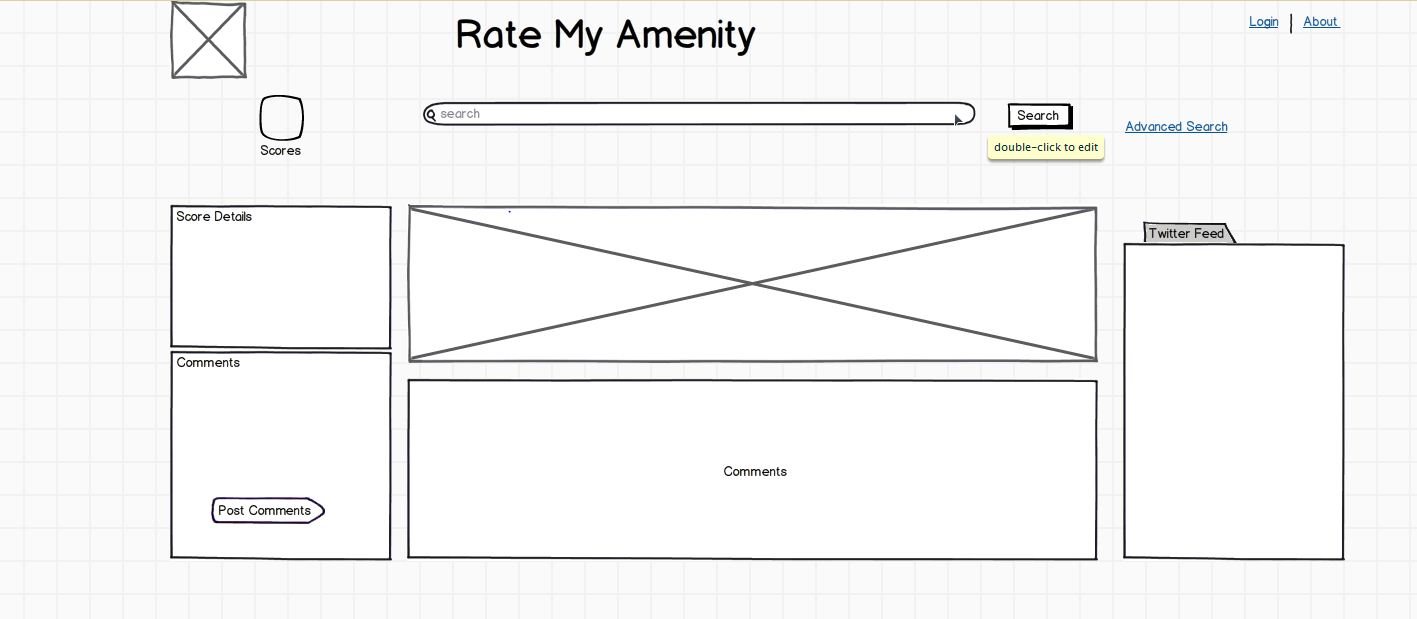 Rate My Amenity
Login
About
search
Search
Advanced Search
Scores
double-click to edit
Score Details
Twitter Feed
Comments
Comments
Post Comments